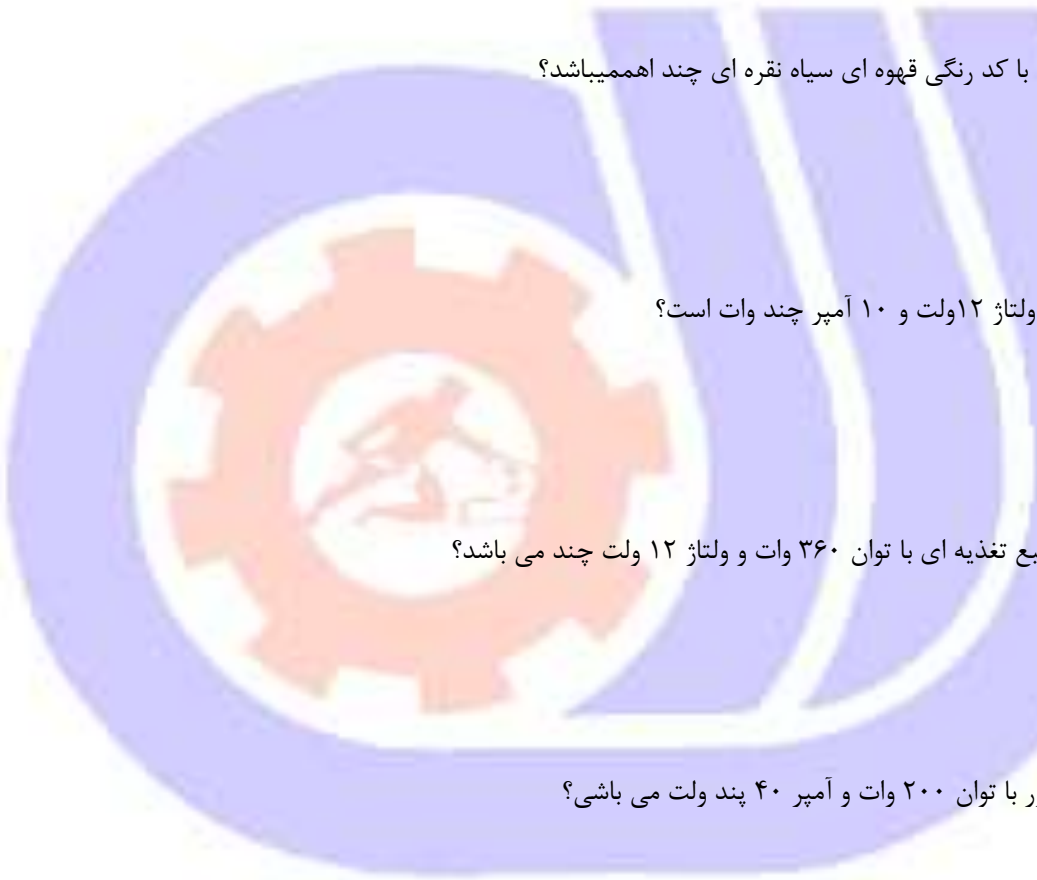 با کد رنگی قهوه ای سیاه نقره ای چند اهممیباشد؟
ولتاژ ۱۲ولت و ۱۰ آمپر چند وات است؟
بع تغذیه ای با توان ۳۶۰ وات و ولتاژ ۱۲ ولت چند می باشد؟
ور با توان ۲۰۰ وات و آمپر ۴۰ پند ولت می باشی؟